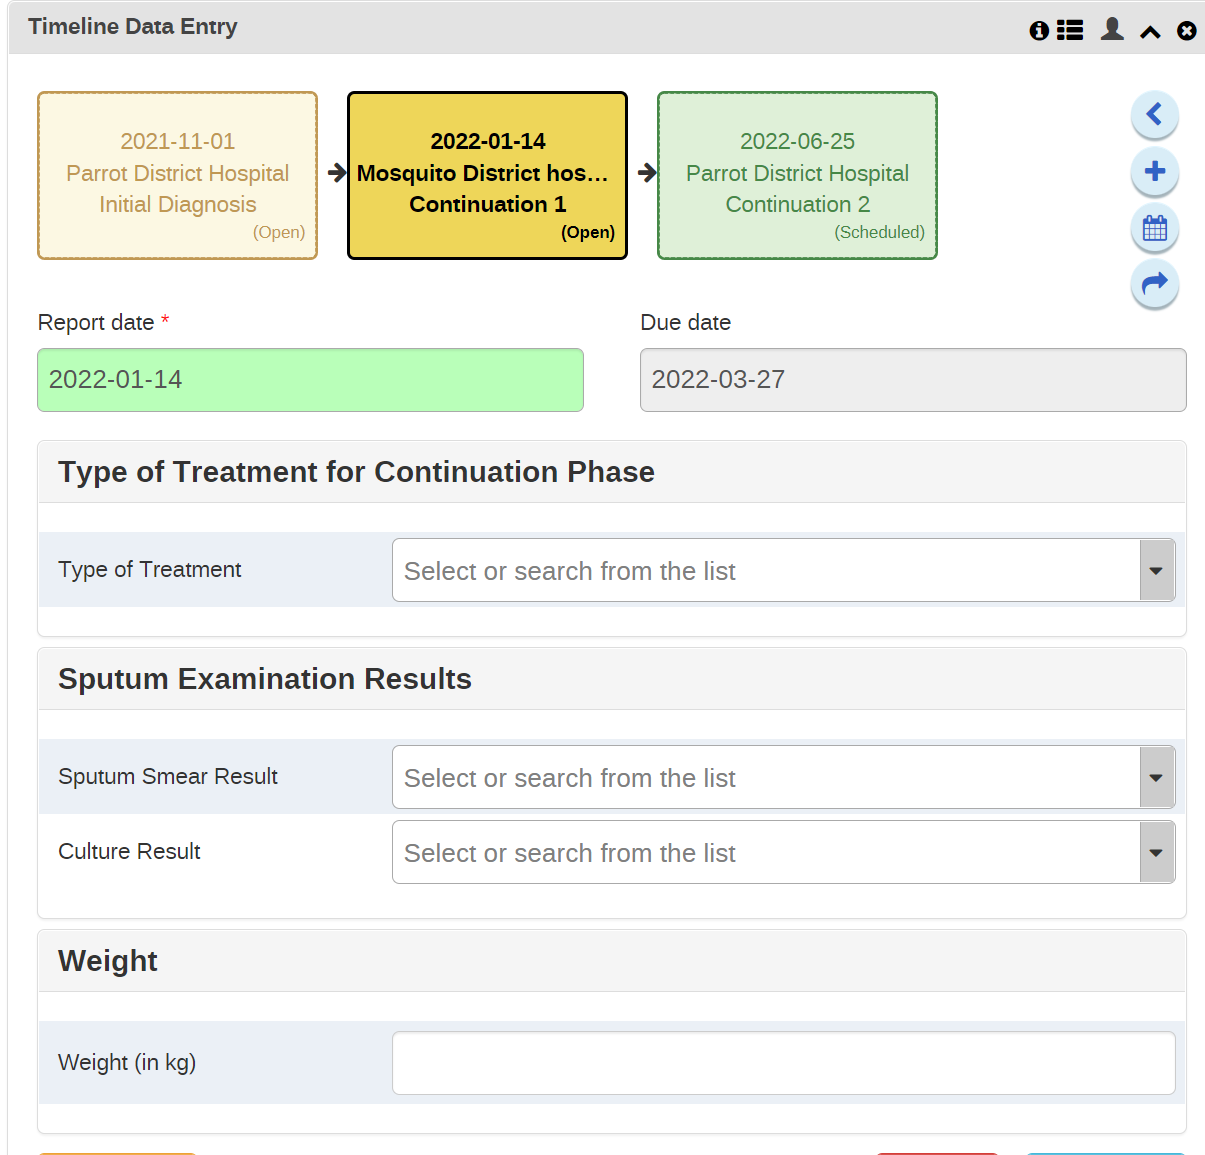 Timeline Data Entry
2021-11-01
Parrot District Hospital
Initial Diagnosis
(Open)
2022-01-14
Mosquito District hos...
Continuation 1
(Open)
2022-06-25
Parrot District Hospital
Continuation 2
(Scheduled)
Report date *
Due date
2022-01-14
2022-03-27
Type of Treatment for Continuation Phase
Type of Treatment
Select or search from the list
Sputum Examination Results
Sputum Smear Result
Select or search from the list
Culture Result
Select or search from the list
Weight
Weight (in kg)